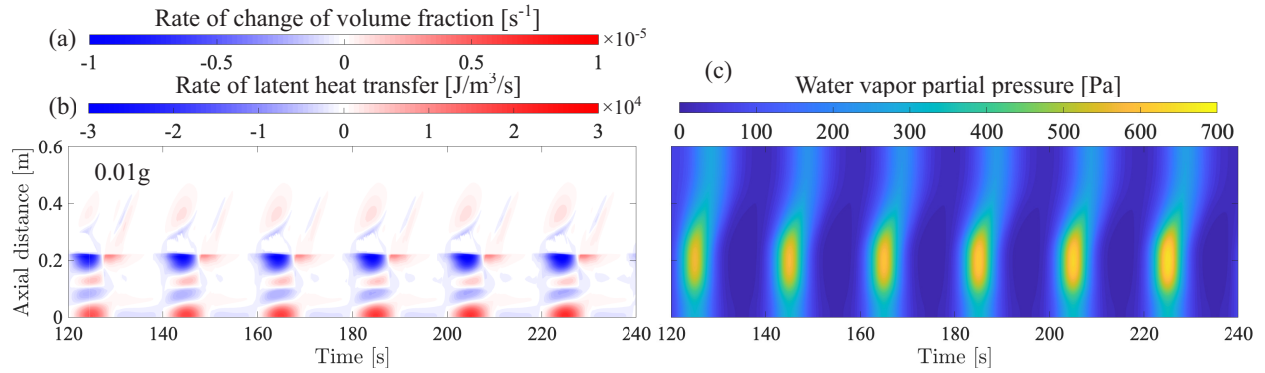 Rate of change of volume fraction [s⁻¹]
(a) ×10⁻⁵
-1 -0.5 0 0.5 1
Rate of latent heat transfer [J/m³/s]
(b) ×10⁴
-3 -2 -1 0 1 2 3
0.01g
Axial distance [m]
0.6
0.4
0.2
0
120 140 160 180 200 220 240
Time [s]
(c)
Water vapor partial pressure [Pa]
0 100 200 300 400 500 600 700
120 140 160 180 200 220 240
Time [s]